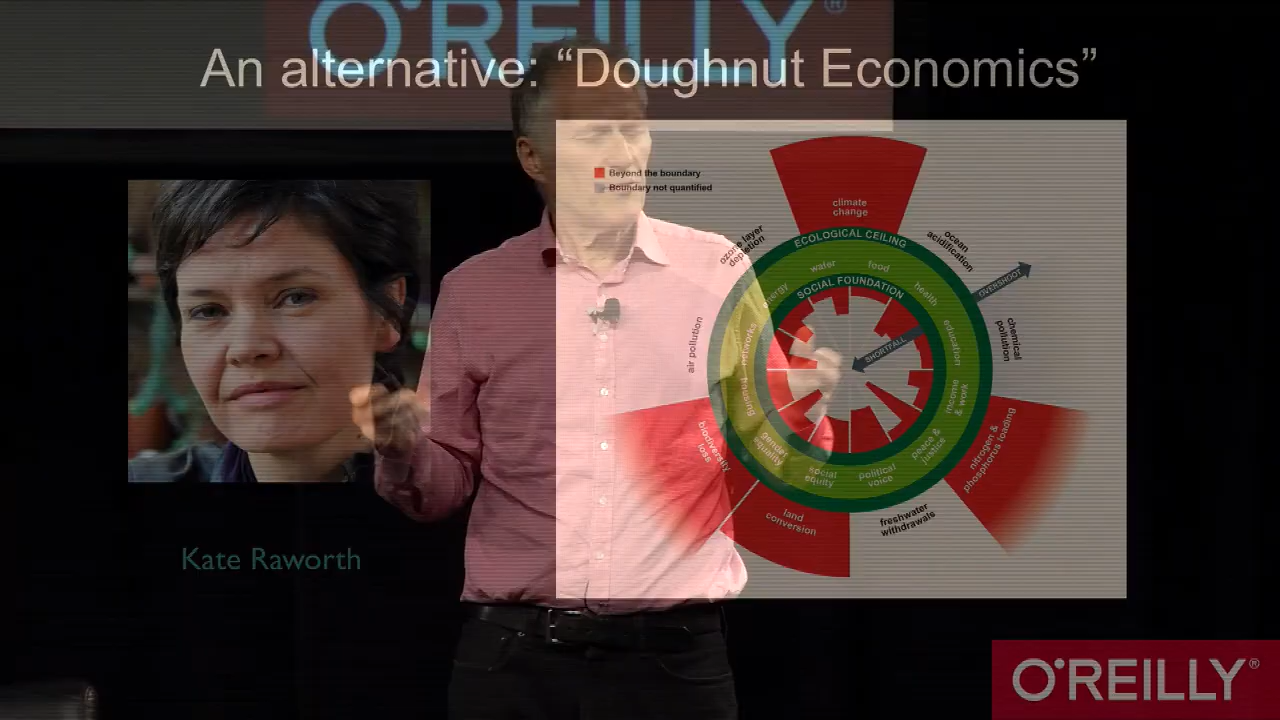 O'REILLY®
An alternative: “Doughnut Economics”
Beyond the boundary
Boundary not quantified
climate
change
ozone layer
depletion
ECOLOGICAL CEILING
ocean
acidification
water
food
energy
SOCIAL FOUNDATION
health
OVERSHOOT
air pollution
networks
SHORTFALL
education
chemical
pollution
housing
income
& work
biodiversity
loss
gender
equality
peace &
justice
nitrogen &
phosphorus loading
social
equity
political
voice
land
conversion
freshwater
withdrawals
Kate Raworth
O'REILLY®